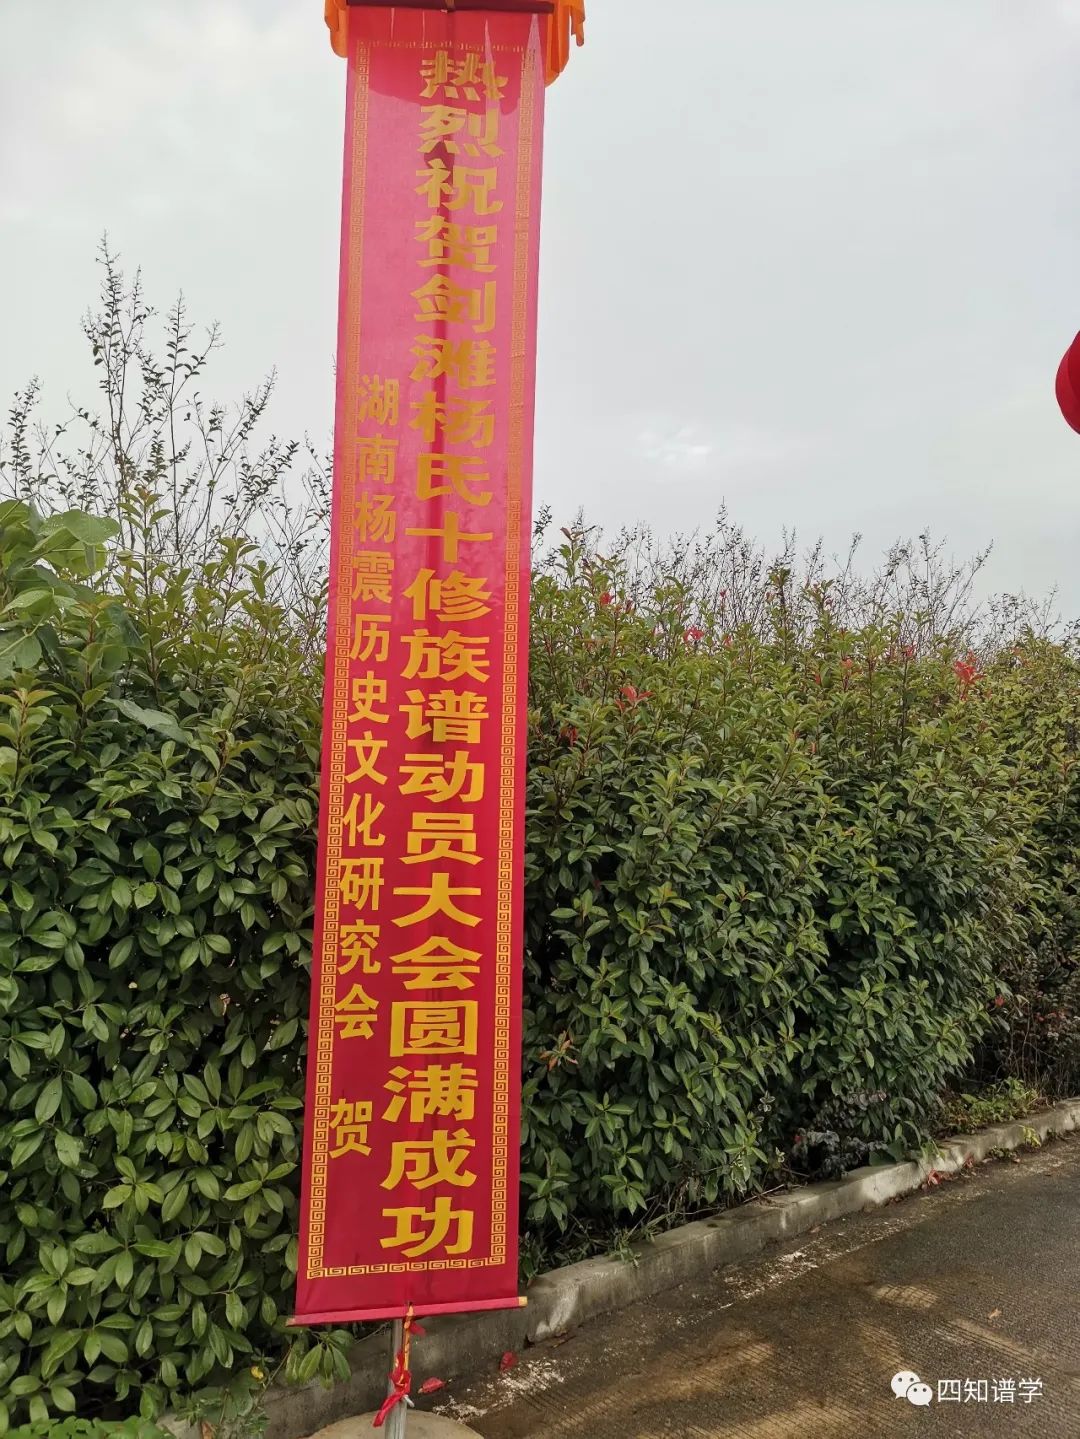 热烈祝贺剑滩杨氏十修族谱动员大会圆满成功
湖南杨震历史文化研究会 贺
四知谱学